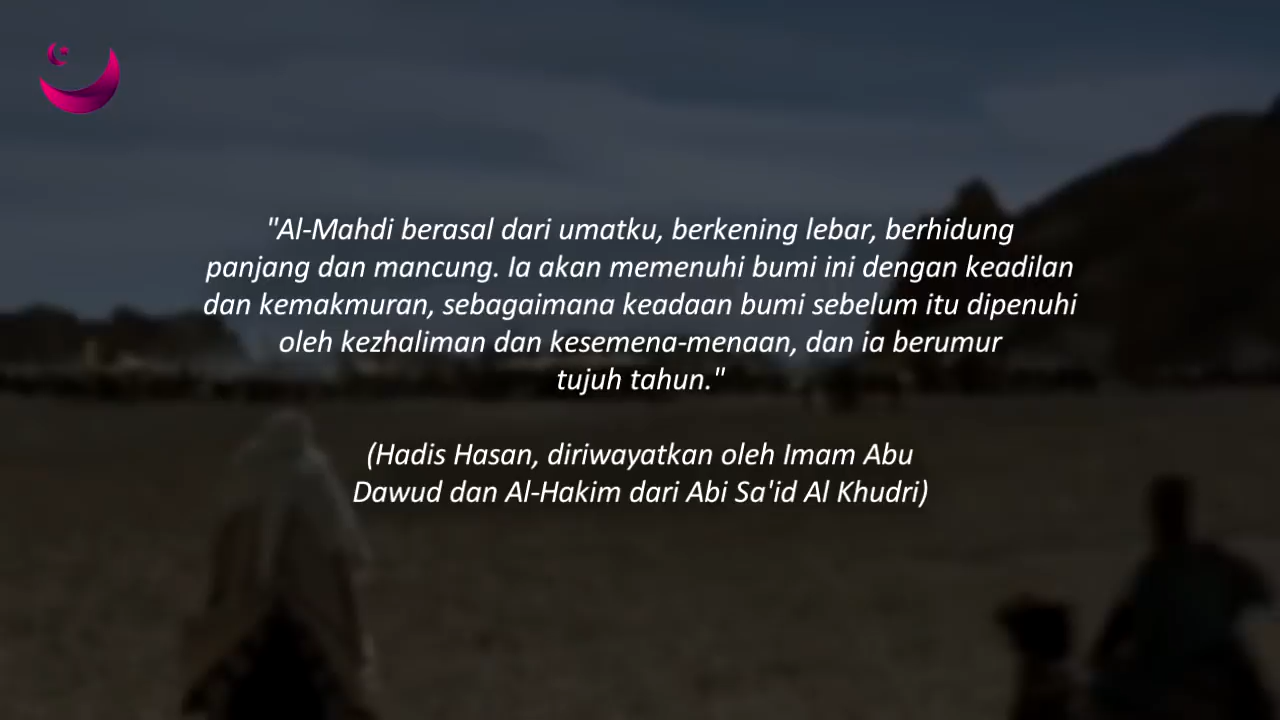 "Al-Mahdi berasal dari umatku, berkening lebar, berhidung
panjang dan mancung. Ia akan memenuhi bumi ini dengan keadilan
dan kemakmuran, sebagaimana keadaan bumi sebelum itu dipenuhi
oleh kezhaliman dan kesemena-menaan, dan ia berumur
tujuh tahun."
(Hadis Hasan, diriwayatkan oleh Imam Abu
Dawud dan Al-Hakim dari Abi Sa'id Al Khudri)